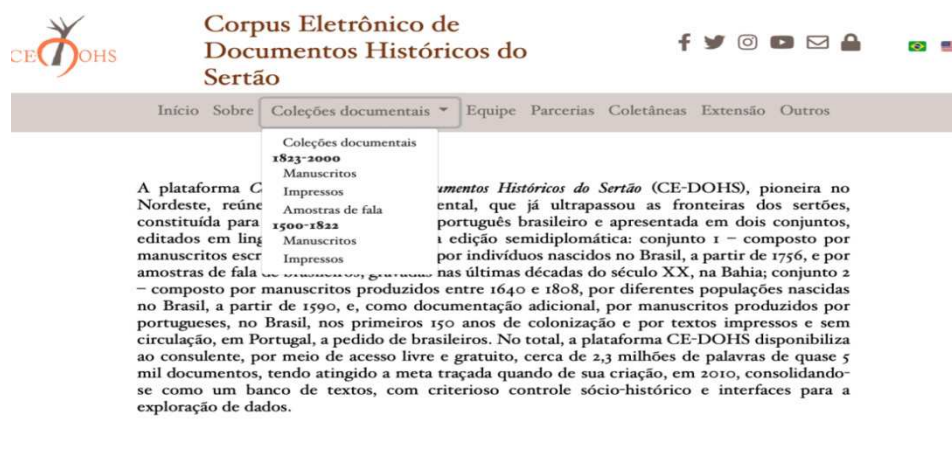 CE DOHS
Corpus Eletrônico de
Documentos Históricos do
Sertão
Início Sobre Coleções documentais Equipe Parcerias Coletâneas Extensão Outros
Coleções documentais
1823-2000
Manuscritos
Impressos
Amostras de fala
1500-1822
Manuscritos
Impressos
A plataforma umentos Históricos do Sertão (CE-DOHS), pioneira no
Nordeste, reúne ental, que já ultrapassou as fronteiras dos sertões,
constituída para português brasileiro e apresentada em dois conjuntos,
editados em ling edição semidiplomática: conjunto 1 – composto por
manuscritos escr por indivíduos nascidos no Brasil, a partir de 1756, e por
amostras de fala de brasileiros, gravadas nas últimas décadas do século XX, na Bahia; conjunto 2
– composto por manuscritos produzidos entre 1640 e 1808, por diferentes populações nascidas
no Brasil, a partir de 1590, e, como documentação adicional, por manuscritos produzidos por
portugueses, no Brasil, nos primeiros 150 anos de colonização e por textos impressos e sem
circulação, em Portugal, a pedido de brasileiros. No total, a plataforma CE-DOHS disponibiliza
ao consulente, por meio de acesso livre e gratuito, cerca de 2,3 milhões de palavras de quase 5
mil documentos, tendo atingido a meta traçada quando de sua criação, em 2010, consolidando-
se como um banco de textos, com criterioso controle sócio-histórico e interfaces para a
exploração de dados.